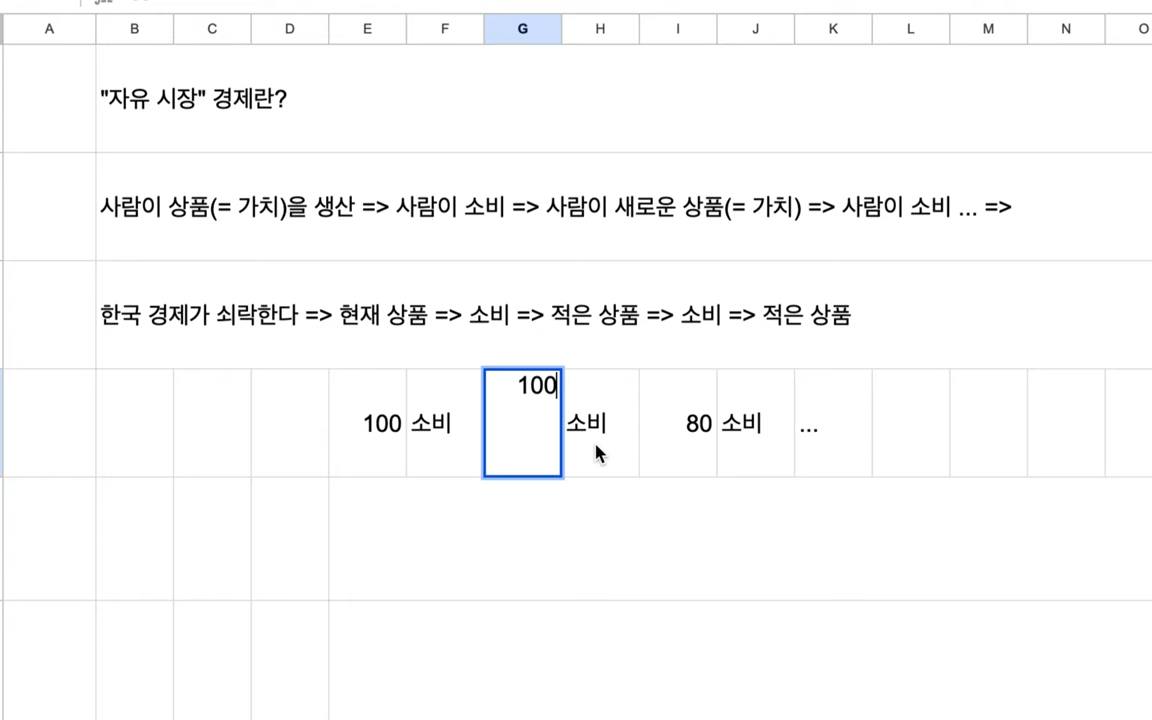 A B C D E F G H I J K L M N O
"자유 시장" 경제란?
사람이 상품(= 가치)을 생산 => 사람이 소비 => 사람이 새로운 상품(= 가치) => 사람이 소비 ... =>
한국 경제가 쇠락한다 => 현재 상품 => 소비 => 적은 상품 => 소비 => 적은 상품
100 소비 100 소비 80 소비 ...